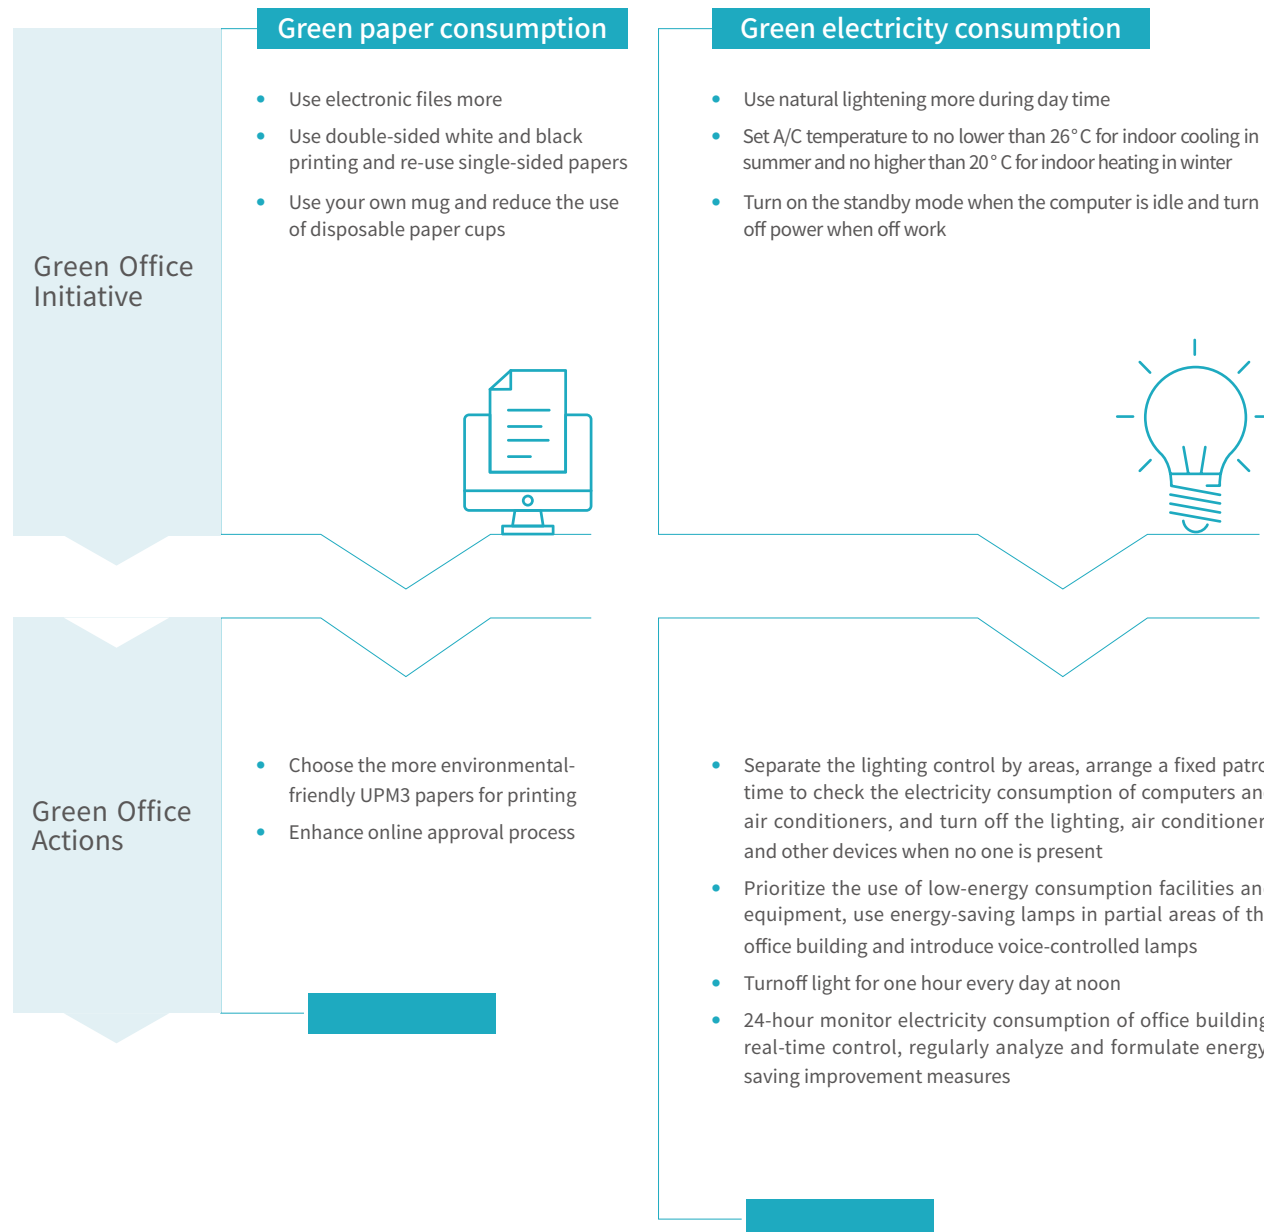 Green paper consumption
Green electricity consumption
Green Office
Initiative
• Use electronic files more
• Use double-sided white and black
printing and re-use single-sided papers
• Use your own mug and reduce the use
of disposable paper cups
• Use natural lightening more during day time
• Set A/C temperature to no lower than 26°C for indoor cooling in
summer and no higher than 20°C for indoor heating in winter
• Turn on the standby mode when the computer is idle and turn
off power when off work
Green Office
Actions
• Choose the more environmental-
friendly UPM3 papers for printing
• Enhance online approval process
• Separate the lighting control by areas, arrange a fixed
time to check the electricity consumption of computers
air conditioners, and turn off the lighting, air
and other devices when no one is present
• Prioritize the use of low-energy consumption facilities
equipment, use energy-saving lamps in partial areas of
office building and introduce voice-controlled lamps
• Turnoff light for one hour every day at noon
• 24-hour monitor electricity consumption of office building
real-time control, regularly analyze and formulate energy
saving improvement measures